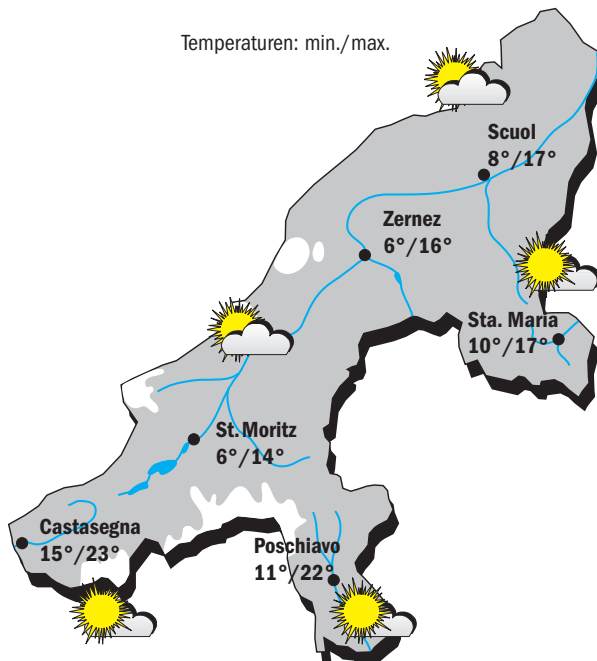 Temperaturen: min./max.
Scuol
8°/17°
Zernez
6°/16°
Sta. Maria
10°/17°
St. Moritz
6°/14°
Castasegna
15°/23°
Poschiavo
11°/22°